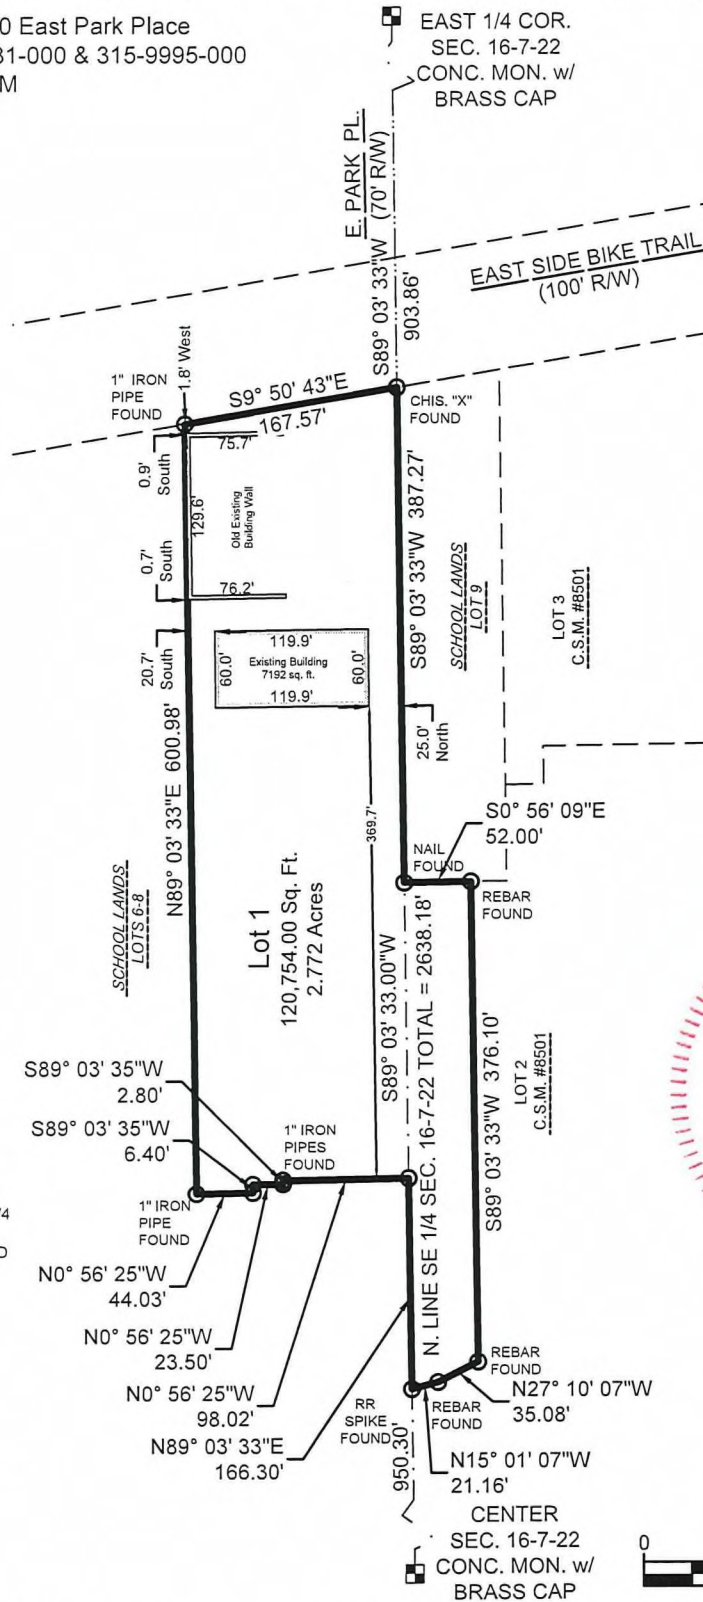 0 East Park Place
31-000 & 315-9995-000
M
EAST 1/4 COR.
SEC. 16-7-22
CONC. MON. w/
BRASS CAP
E. PARK PL.
(70' R/W)
S89° 03' 33"W
903.86'
EAST SIDE BIKE TRAIL
(100' R/W)
1.8' West
1" IRON
PIPE
FOUND
S9° 50' 43"E
167.57'
CHIS. "X"
FOUND
75.7'
0.9'
South
129.6'
Old Existing
Building Wall
0.7'
South
76.2'
S89° 03' 33"W 387.27'
SCHOOL LANDS
LOT 9
LOT 3
C.S.M. #8501
20.7'
South
119.9'
60.0'
Existing Building
7192 sq. ft.
60.0'
119.9'
25.0'
North
N89° 03' 33"E 600.98'
369.7'
S0° 56' 09"E
52.00'
NAIL
FOUND
REBAR
FOUND
SCHOOL LANDS
LOTS 6-8
Lot 1
120,754.00 Sq. Ft.
2.772 Acres
S89° 03' 33.00"W
N. LINE SE 1/4 SEC. 16-7-22 TOTAL = 2638.18'
S89° 03' 33"W 376.10'
LOT 2
C.S.M. #8501
S89° 03' 35"W
2.80'
S89° 03' 35"W
6.40'
1" IRON
PIPES
FOUND
1" IRON
PIPE
FOUND
/4
D
N0° 56' 25"W
44.03'
N0° 56' 25"W
23.50'
N0° 56' 25"W
98.02'
N89° 03' 33"E
166.30'
RR
SPIKE
FOUND
REBAR
FOUND
REBAR
FOUND
N27° 10' 07"W
35.08'
N15° 01' 07"W
21.16'
950.30'
CENTER
SEC. 16-7-22
CONC. MON. w/
BRASS CAP
0